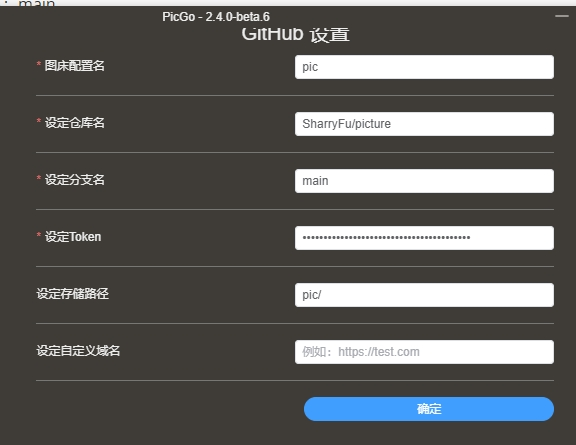 ：main
PicGo - 2.4.0-beta.6
GitHub 设置
* 图床配置名
pic
* 设定仓库名
SharryFu/picture
* 设定分支名
main
* 设定Token
••••••••••••••••••••••••••••••••••••••••
设定存储路径
pic/
设定自定义域名
例如：https://test.com
确定